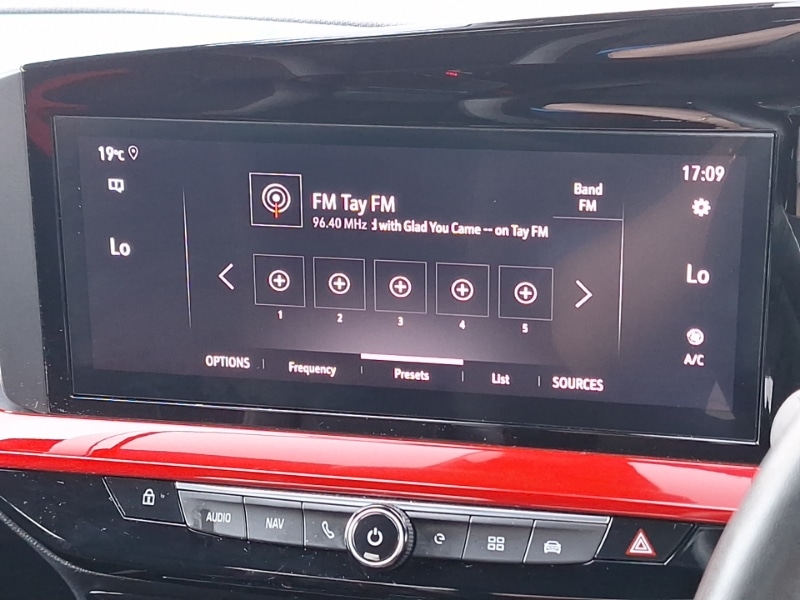 19°C
17:09
Lo
FM Tay FM
96.40 MHz with Glad You Came -- on Tay FM
Band
FM
Lo
1 2 3 4 5
A/C
OPTIONS Frequency Presets List SOURCES
AUDIO NAV